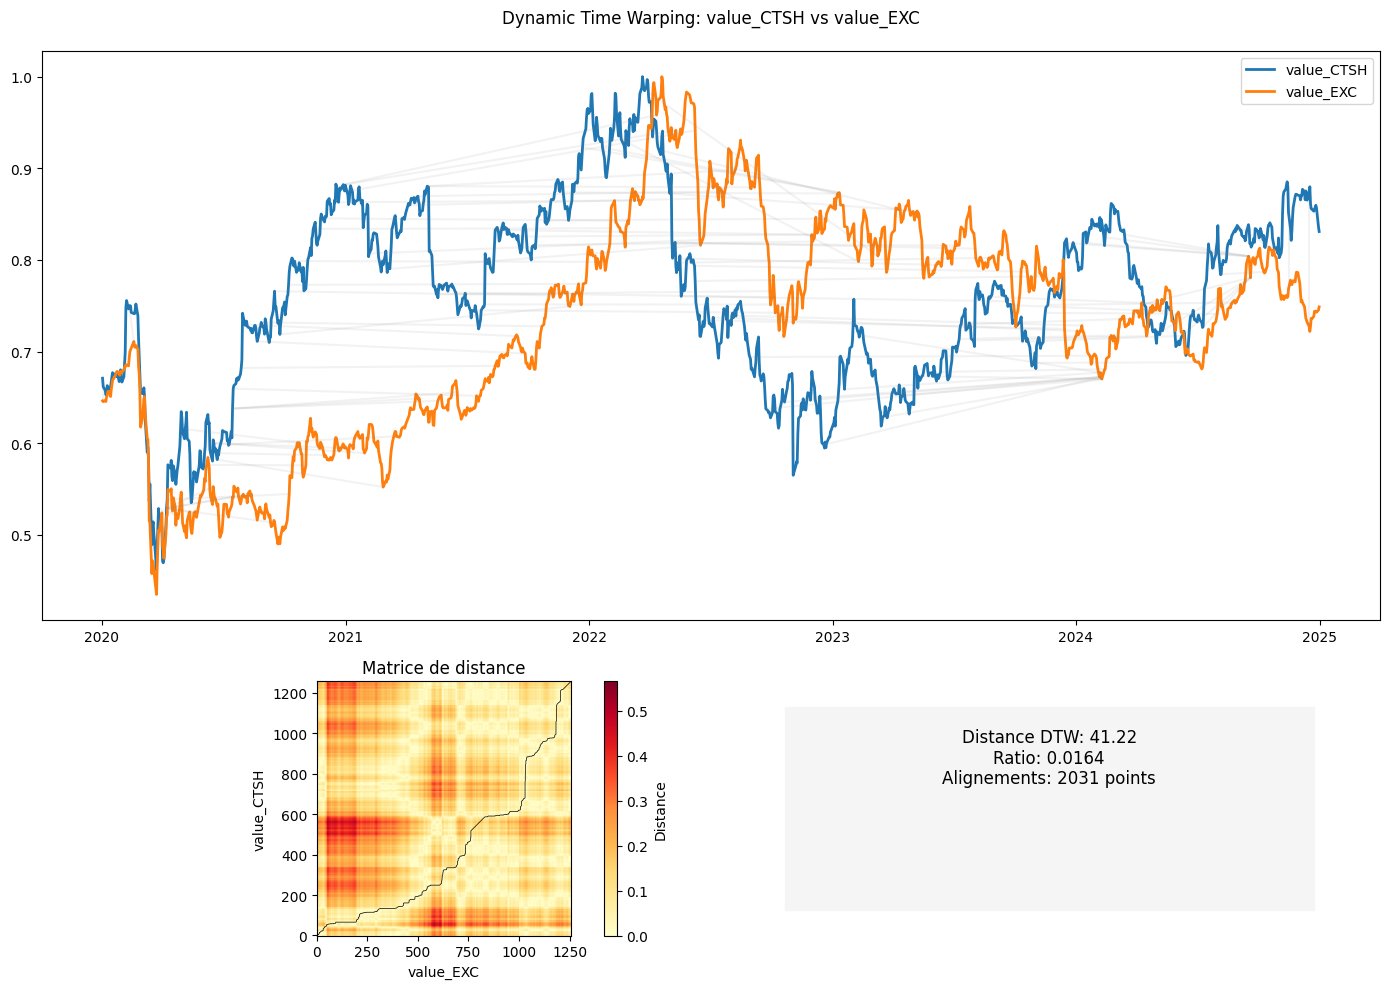 Dynamic Time Warping: value_CTSH vs value_EXC
1.0
0.9
0.8
0.7
0.6
0.5
value_CTSH
value_EXC
2020 2021 2022 2023 2024 2025
Matrice de distance
value_CTSH
1200
1000
800
600
400
200
0
0 250 500 750 1000 1250
value_EXC
0.5
0.4
0.3
0.2
0.1
0.0
Distance
Distance DTW: 41.22
Ratio: 0.0164
Alignements: 2031 points